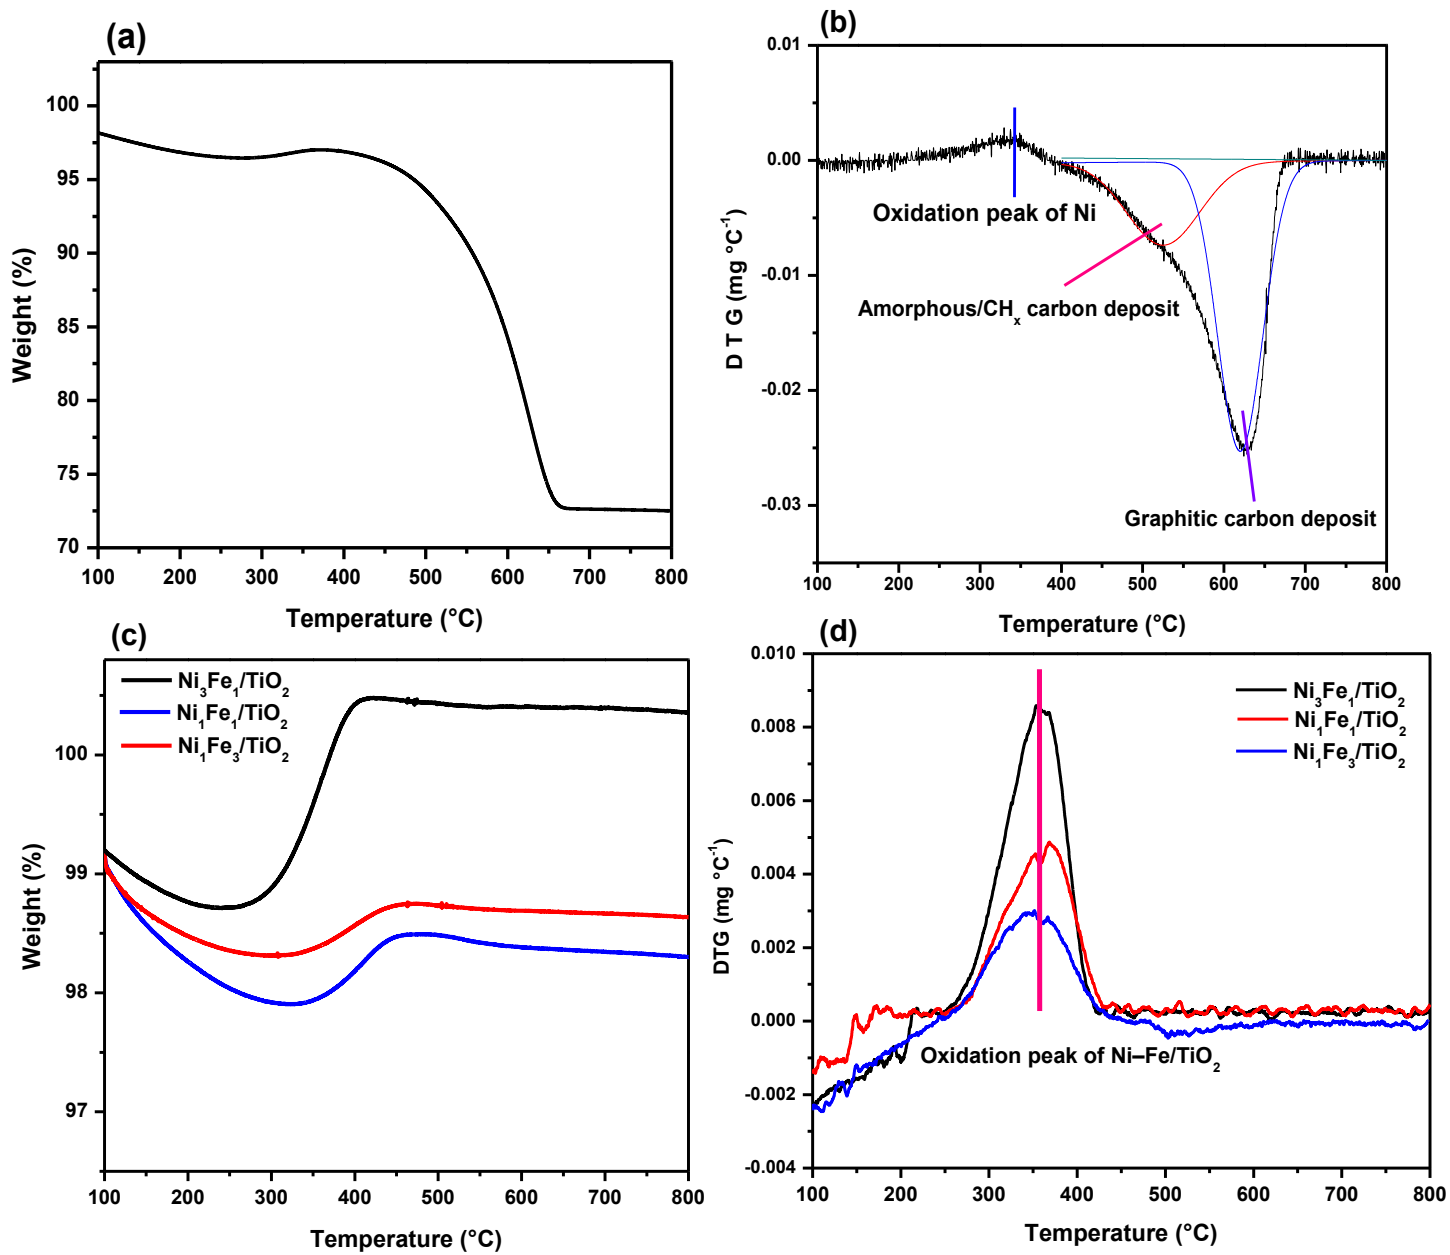 (a)
100
95
90
85
80
75
70
100 200 300 400 500 600 700 800
Weight (%)
Temperature (°C)
(b)
0.01
0.00
-0.01
-0.02
-0.03
100 200 300 400 500 600 700 800
D T G (mg °C⁻¹)
Temperature (°C)
Oxidation peak of Ni
Amorphous/CHₓ carbon deposit
Graphitic carbon deposit
(c)
Ni₃Fe₁/TiO₂
Ni₁Fe₁/TiO₂
Ni₁Fe₃/TiO₂
100
99
98
97
100 200 300 400 500 600 700 800
Weight (%)
Temperature (°C)
(d)
0.010
0.008
0.006
0.004
0.002
0.000
-0.002
-0.004
100 200 300 400 500 600 700 800
DTG (mg °C⁻¹)
Temperature (°C)
Ni₃Fe₁/TiO₂
Ni₁Fe₁/TiO₂
Ni₁Fe₃/TiO₂
Oxidation peak of Ni–Fe/TiO₂